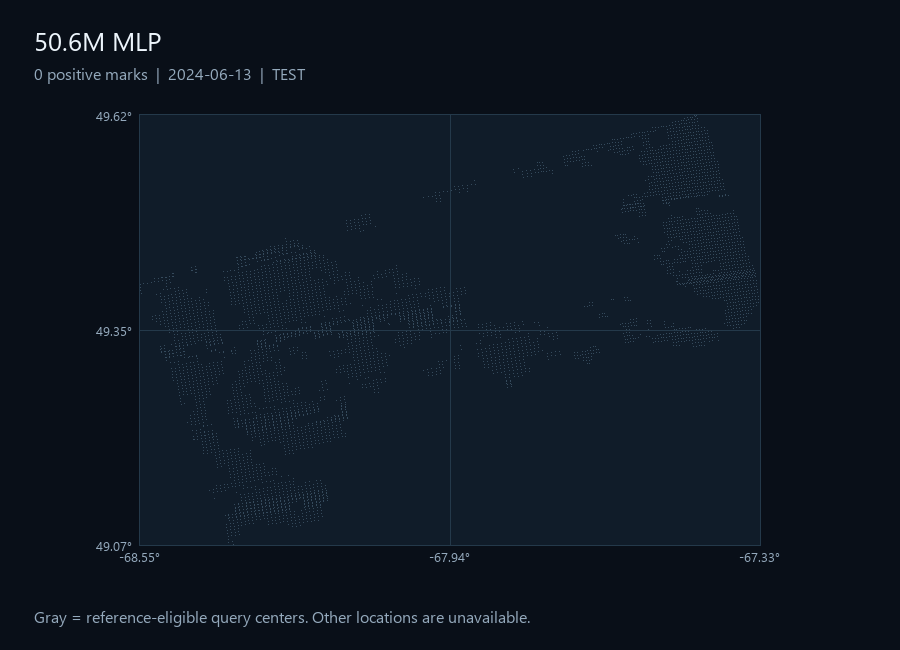 50.6M MLP
0 positive marks | 2024-06-13 | TEST
49.62°
49.35°
49.07°
-68.55°
-67.94°
-67.33°
Gray = reference-eligible query centers. Other locations are unavailable.